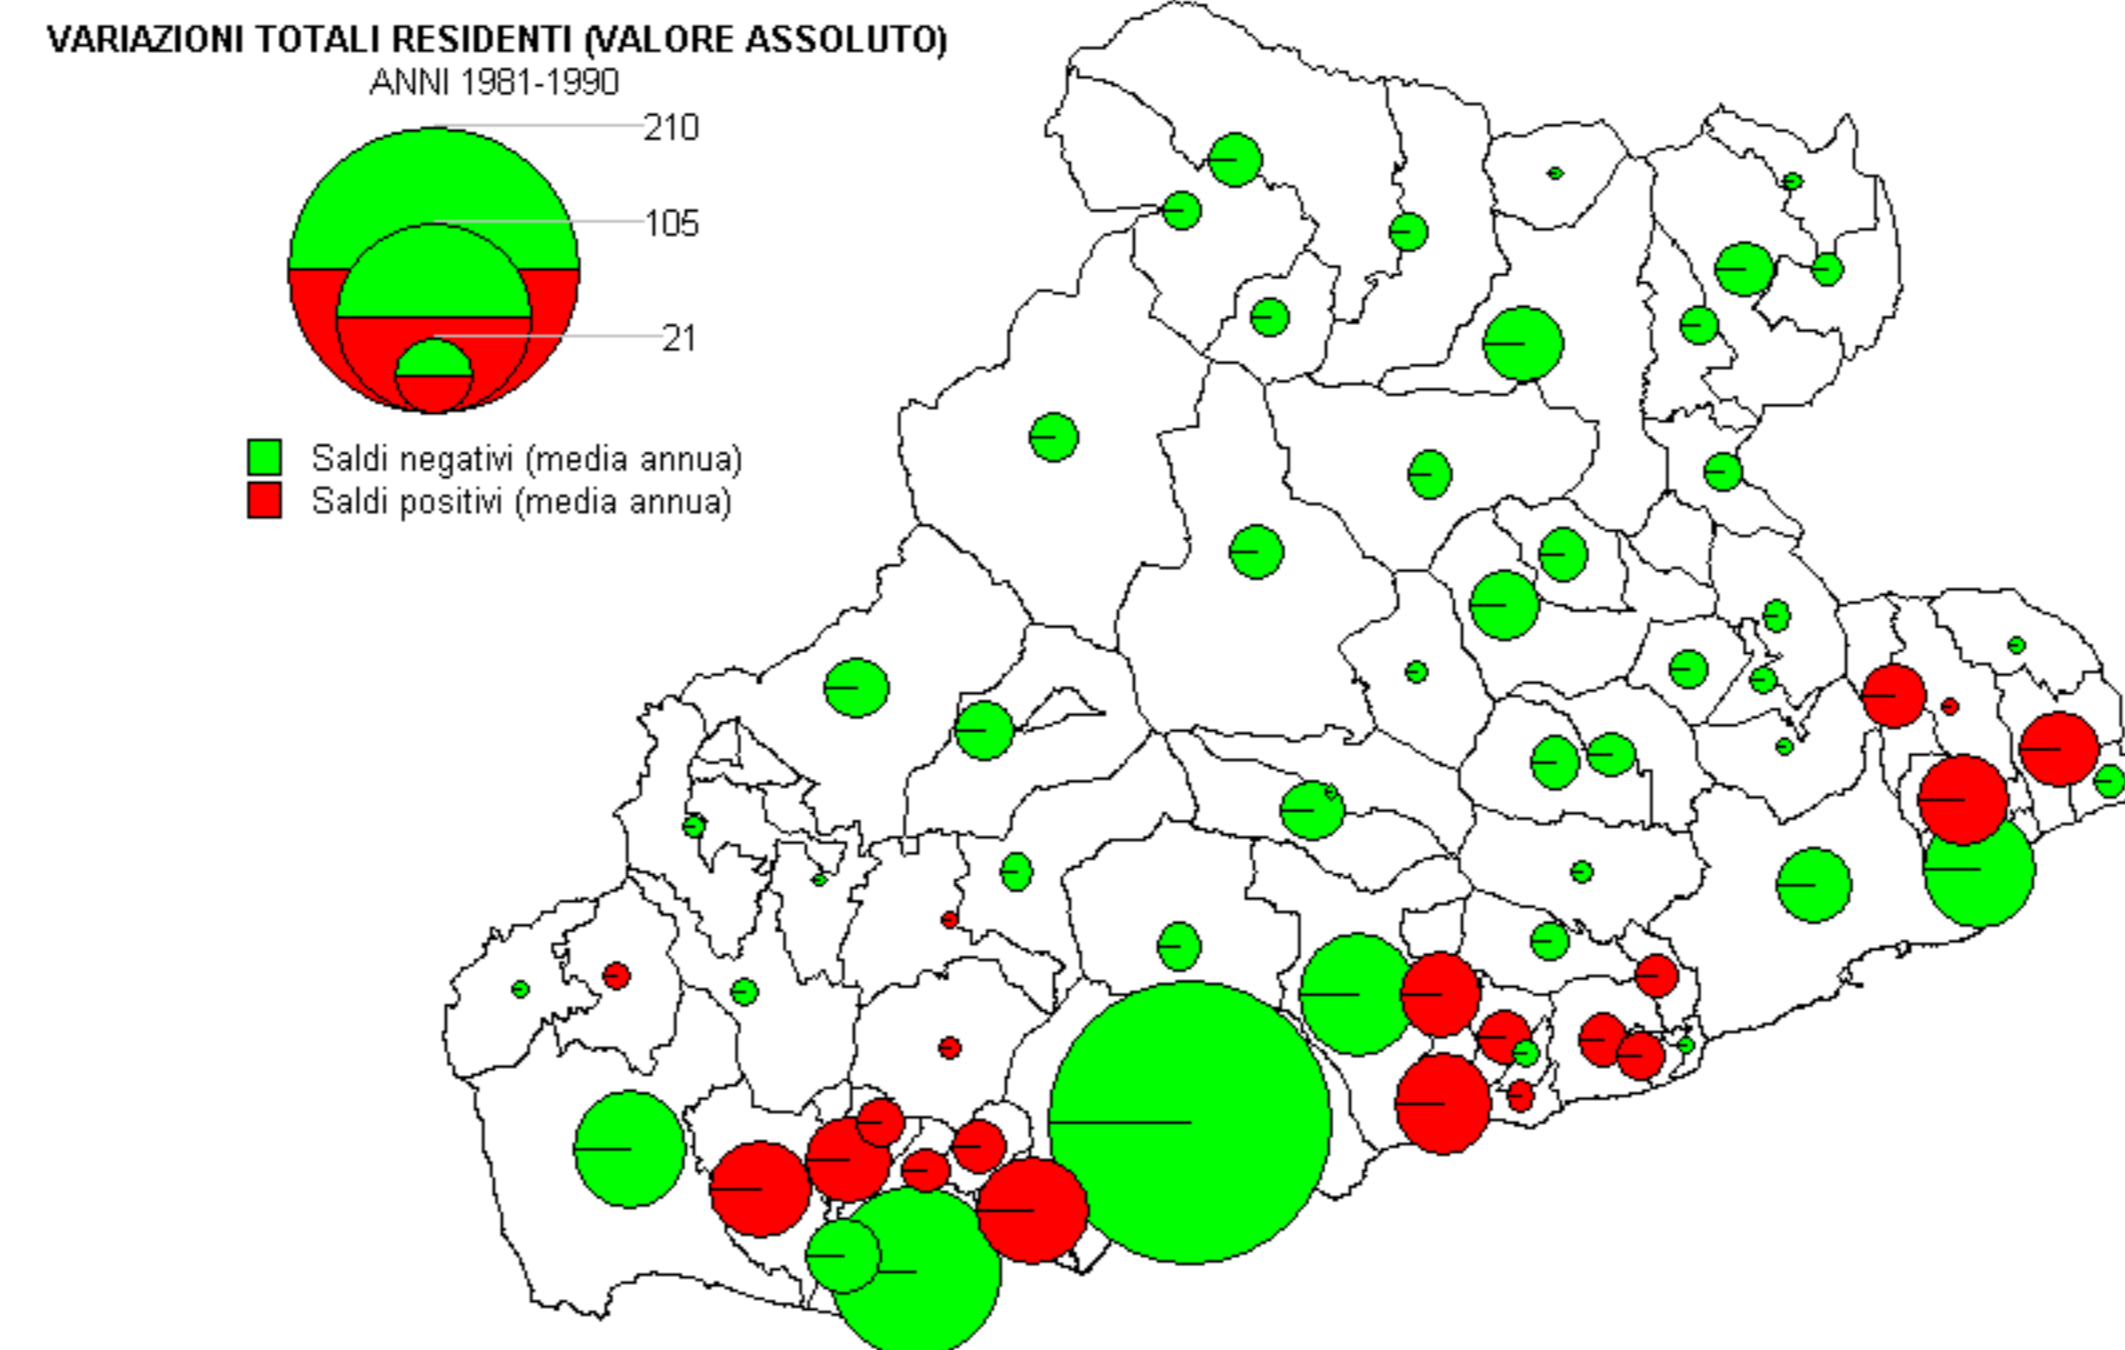 VARIAZIONI TOTALI RESIDENTI (VALORE ASSOLUTO)
ANNI 1981-1990
210
105
21
Saldi negativi (media annua)
Saldi positivi (media annua)